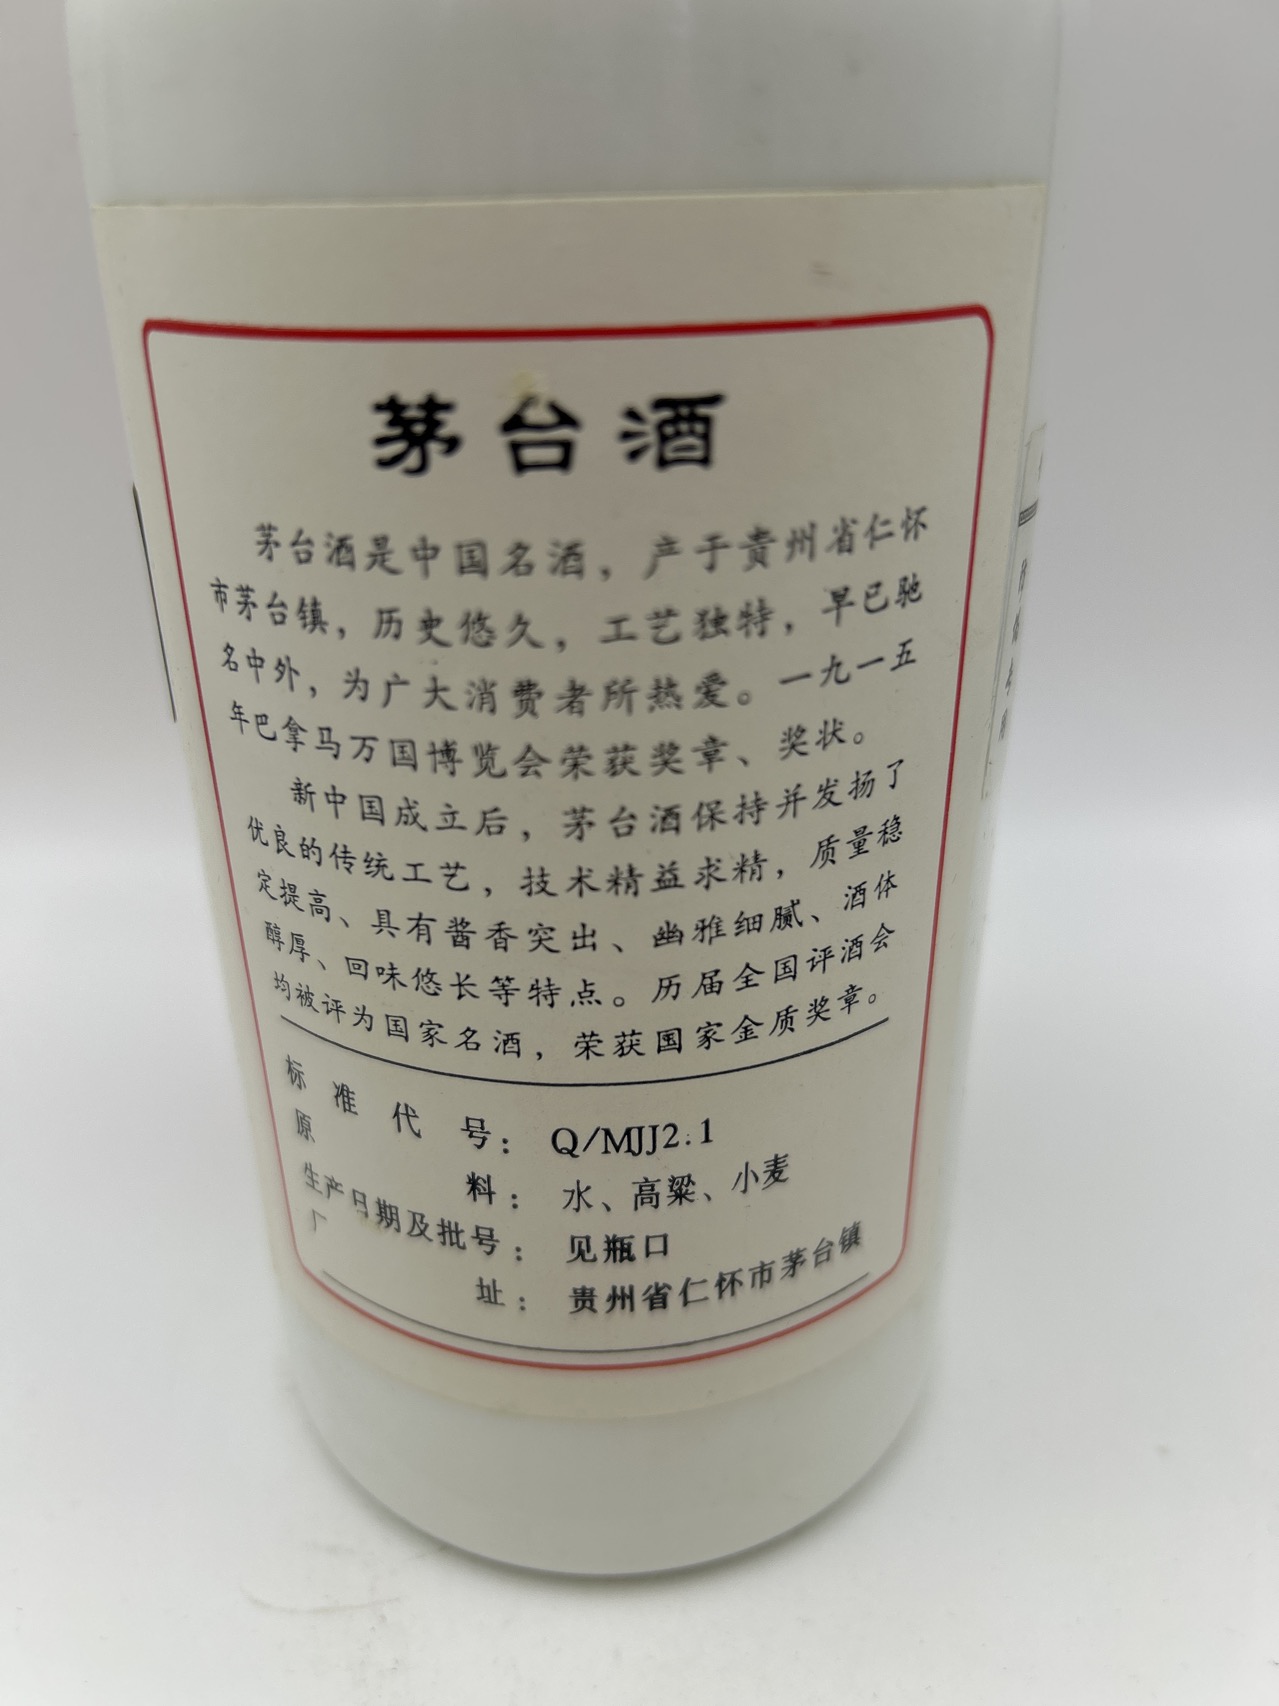 茅台酒
茅台酒是中国名酒，产于贵州省仁怀
市茅台镇，历史悠久，工艺独特，早已驰
名中外，为广大消费者所热爱。一九一五
年巴拿马万国博览会荣获奖章、奖状。
新中国成立后，茅台酒保持并发扬了
优良的传统工艺，技术精益求精，质量稳
定提高、具有酱香突出、幽雅细腻、酒体
醇厚、回味悠长等特点。历届全国评酒会
均被评为国家名酒，荣获国家金质奖章。
标准代号：Q/MJJ2.1
原料：水、高粱、小麦
生产日期及批号：见瓶口
厂址：贵州省仁怀市茅台镇